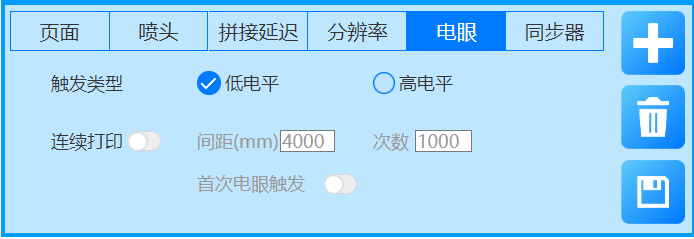 页面 喷头 拼接延迟 分辨率 电眼 同步器
触发类型 低电平 高电平
连续打印 间距(mm) 4000 次数 1000
首次电眼触发